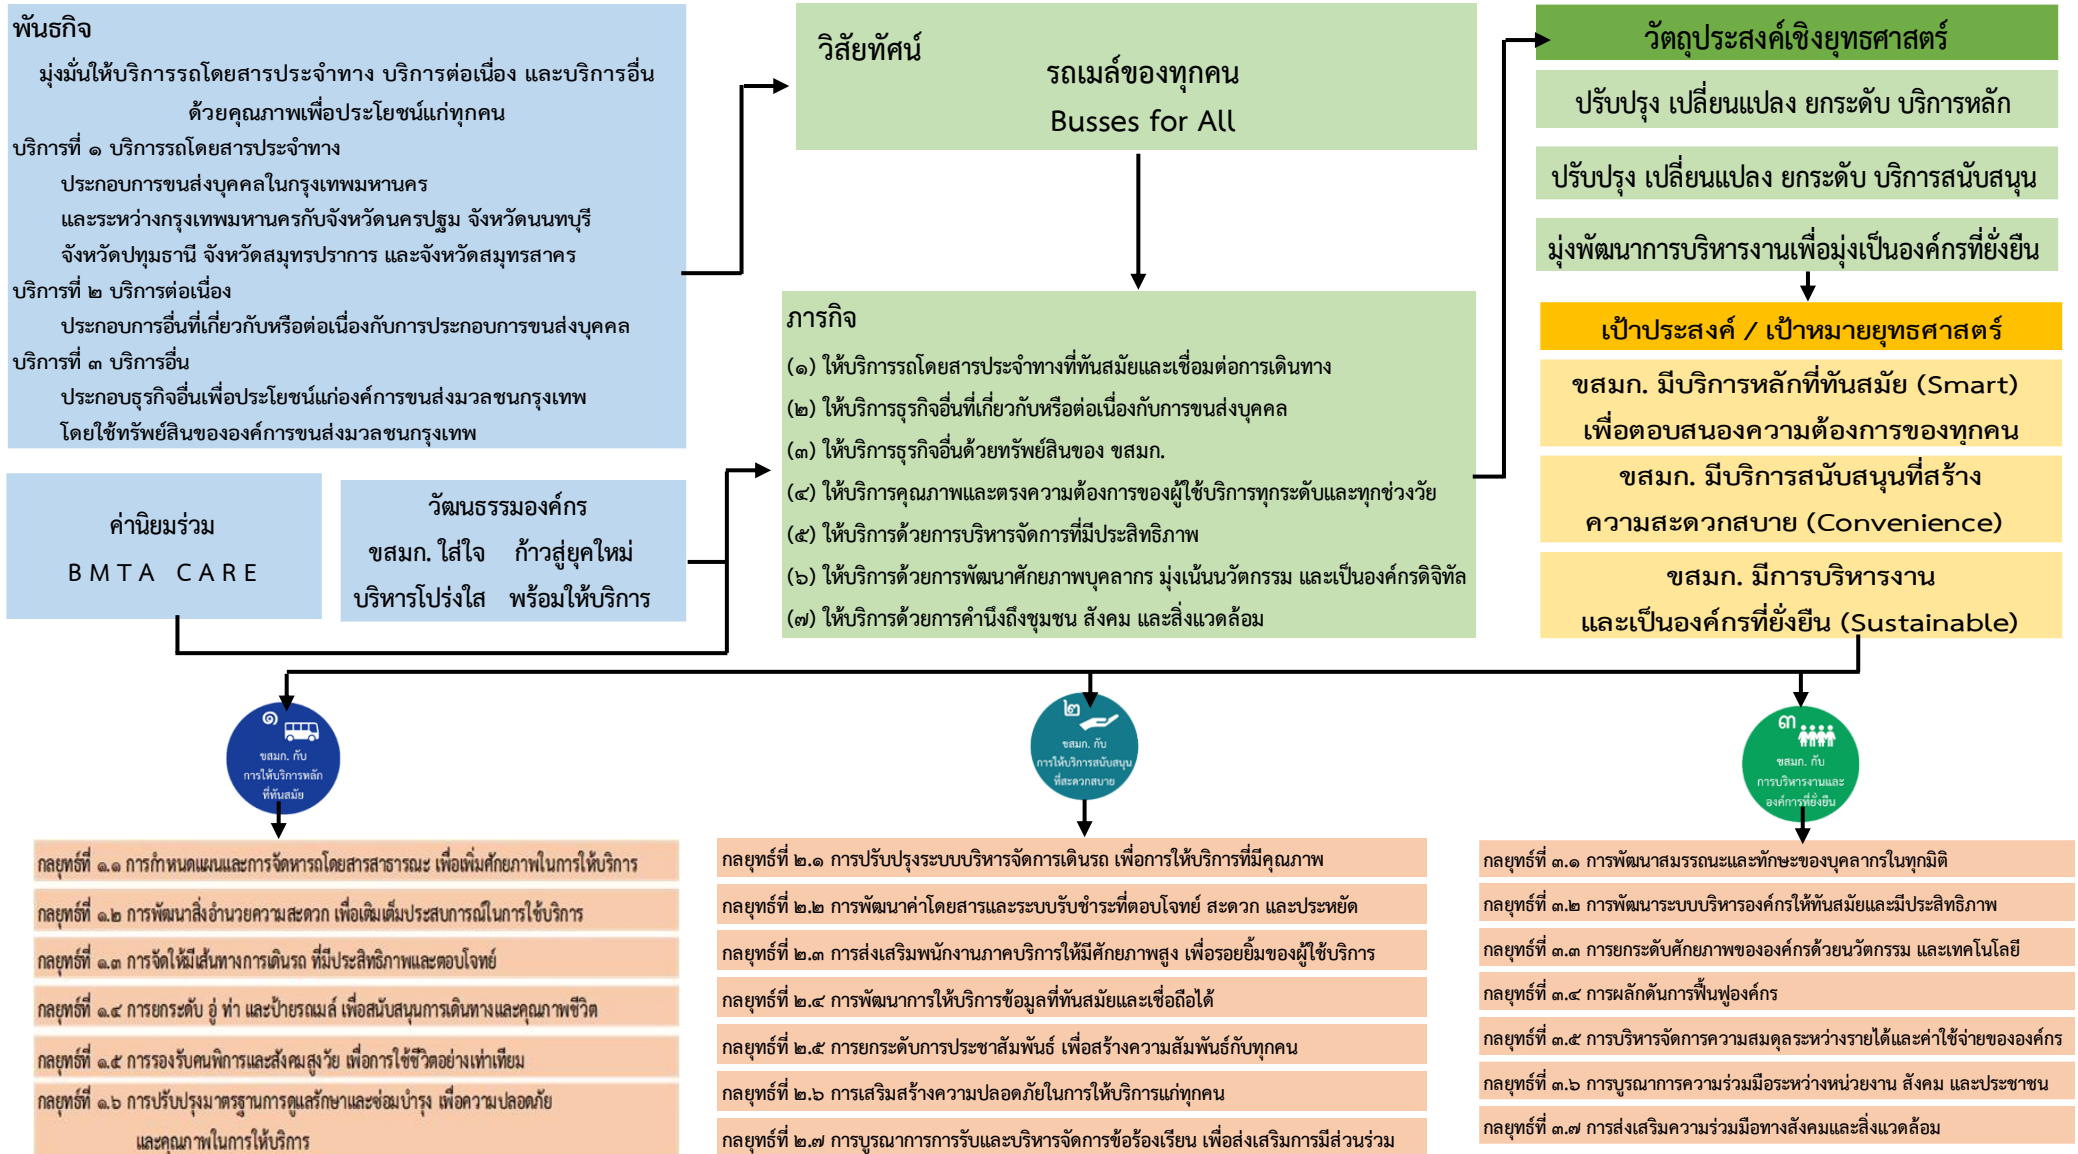 พันธกิจ
มุ่งมั่นให้บริการรถโดยสารประจำทาง บริการต่อเนื่อง และบริการอื่น
ด้วยคุณภาพเพื่อประโยชน์แก่ทุกคน
บริการที่ ๑ บริการรถโดยสารประจำทาง
ประกอบการขนส่งบุคคลในกรุงเทพมหานคร
และระหว่างกรุงเทพมหานครกับจังหวัดนครปฐม จังหวัดนนทบุรี
จังหวัดปทุมธานี จังหวัดสมุทรปราการ และจังหวัดสมุทรสาคร
บริการที่ ๒ บริการต่อเนื่อง
ประกอบการอื่นที่เกี่ยวกับหรือต่อเนื่องกับการประกอบการขนส่งบุคคล
บริการที่ ๓ บริการอื่น
ประกอบธุรกิจอื่นเพื่อประโยชน์แก่องค์การขนส่งมวลชนกรุงเทพ
โดยใช้ทรัพย์สินขององค์การขนส่งมวลชนกรุงเทพ
ค่านิยมร่วม
BMTA CARE
วัฒนธรรมองค์กร
ขสมก. ใส่ใจ ก้าวสู่ยุคใหม่
บริหารโปร่งใส พร้อมให้บริการ
วิสัยทัศน์
รถเมล์ของทุกคน
Busses for All
ภารกิจ
(๑) ให้บริการรถโดยสารประจำทางที่ทันสมัยและเชื่อมต่อการเดินทาง
(๒) ให้บริการธุรกิจอื่นที่เกี่ยวกับหรือต่อเนื่องกับการขนส่งบุคคล
(๓) ให้บริการธุรกิจอื่นด้วยทรัพย์สินของ ขสมก.
(๔) ให้บริการคุณภาพและตรงความต้องการของผู้ใช้บริการทุกระดับและทุกช่วงวัย
(๕) ให้บริการด้วยการบริหารจัดการที่มีประสิทธิภาพ
(๖) ให้บริการด้วยการพัฒนาศักยภาพบุคลากร มุ่งเน้นนวัตกรรม และเป็นองค์กรดิจิทัล
(๗) ให้บริการด้วยการคำนึงถึงชุมชน สังคม และสิ่งแวดล้อม
วัตถุประสงค์เชิงยุทธศาสตร์
ปรับปรุง เปลี่ยนแปลง ยกระดับ บริการหลัก
ปรับปรุง เปลี่ยนแปลง ยกระดับ บริการสนับสนุน
มุ่งพัฒนาการบริหารงานเพื่อมุ่งเป็นองค์กรที่ยั่งยืน
เป้าประสงค์ / เป้าหมายยุทธศาสตร์
ขสมก. มีบริการหลักที่ทันสมัย (Smart)
เพื่อตอบสนองความต้องการของทุกคน
ขสมก. มีบริการสนับสนุนที่สร้าง
ความสะดวกสบาย (Convenience)
ขสมก. มีการบริหารงาน
และเป็นองค์กรที่ยั่งยืน (Sustainable)
๑
ขสมก. กับ
การให้บริการหลัก
ที่ทันสมัย
กลยุทธ์ที่ ๑.๑ การกำหนดแผนและการจัดหารถโดยสารสาธารณะ เพื่อเพิ่มศักยภาพในการให้บริการ
กลยุทธ์ที่ ๑.๒ การพัฒนาสิ่งอำนวยความสะดวก เพื่อเติมเต็มประสบการณ์ในการใช้บริการ
กลยุทธ์ที่ ๑.๓ การจัดให้มีเส้นทางการเดินรถ ที่มีประสิทธิภาพและตอบโจทย์
กลยุทธ์ที่ ๑.๔ การยกระดับ อู่ ท่า และป้ายรถเมล์ เพื่อสนับสนุนการเดินทางและคุณภาพชีวิต
กลยุทธ์ที่ ๑.๕ การรองรับคนพิการและสังคมสูงวัย เพื่อการใช้ชีวิตอย่างเท่าเทียม
กลยุทธ์ที่ ๑.๖ การปรับปรุงมาตรฐานการดูแลรักษาและซ่อมบำรุง เพื่อความปลอดภัย
และคุณภาพในการให้บริการ
๒
ขสมก. กับ
การให้บริการสนับสนุน
ที่สะดวกสบาย
กลยุทธ์ที่ ๒.๑ การปรับปรุงระบบบริหารจัดการเดินรถ เพื่อการให้บริการที่มีคุณภาพ
กลยุทธ์ที่ ๒.๒ การพัฒนาค่าโดยสารและระบบรับชำระที่ตอบโจทย์ สะดวก และประหยัด
กลยุทธ์ที่ ๒.๓ การส่งเสริมพนักงานภาคบริการให้มีศักยภาพสูง เพื่อรอยยิ้มของผู้ใช้บริการ
กลยุทธ์ที่ ๒.๔ การพัฒนาการให้บริการข้อมูลที่ทันสมัยและเชื่อถือได้
กลยุทธ์ที่ ๒.๕ การยกระดับการประชาสัมพันธ์ เพื่อสร้างความสัมพันธ์กับทุกคน
กลยุทธ์ที่ ๒.๖ การเสริมสร้างความปลอดภัยในการให้บริการแก่ทุกคน
กลยุทธ์ที่ ๒.๗ การบูรณาการการรับและบริหารจัดการข้อร้องเรียน เพื่อส่งเสริมการมีส่วนร่วม
๓
ขสมก. กับ
การบริหารงานและ
องค์การที่ยั่งยืน
กลยุทธ์ที่ ๓.๑ การพัฒนาสมรรถนะและทักษะของบุคลากรในทุกมิติ
กลยุทธ์ที่ ๓.๒ การพัฒนาระบบบริหารองค์กรให้ทันสมัยและมีประสิทธิภาพ
กลยุทธ์ที่ ๓.๓ การยกระดับศักยภาพขององค์กรด้วยนวัตกรรม และเทคโนโลยี
กลยุทธ์ที่ ๓.๔ การผลักดันการฟื้นฟูองค์กร
กลยุทธ์ที่ ๓.๕ การบริหารจัดการความสมดุลระหว่างรายได้และค่าใช้จ่ายขององค์กร
กลยุทธ์ที่ ๓.๖ การบูรณาการความร่วมมือระหว่างหน่วยงาน สังคม และประชาชน
กลยุทธ์ที่ ๓.๗ การส่งเสริมความร่วมมือทางสังคมและสิ่งแวดล้อม